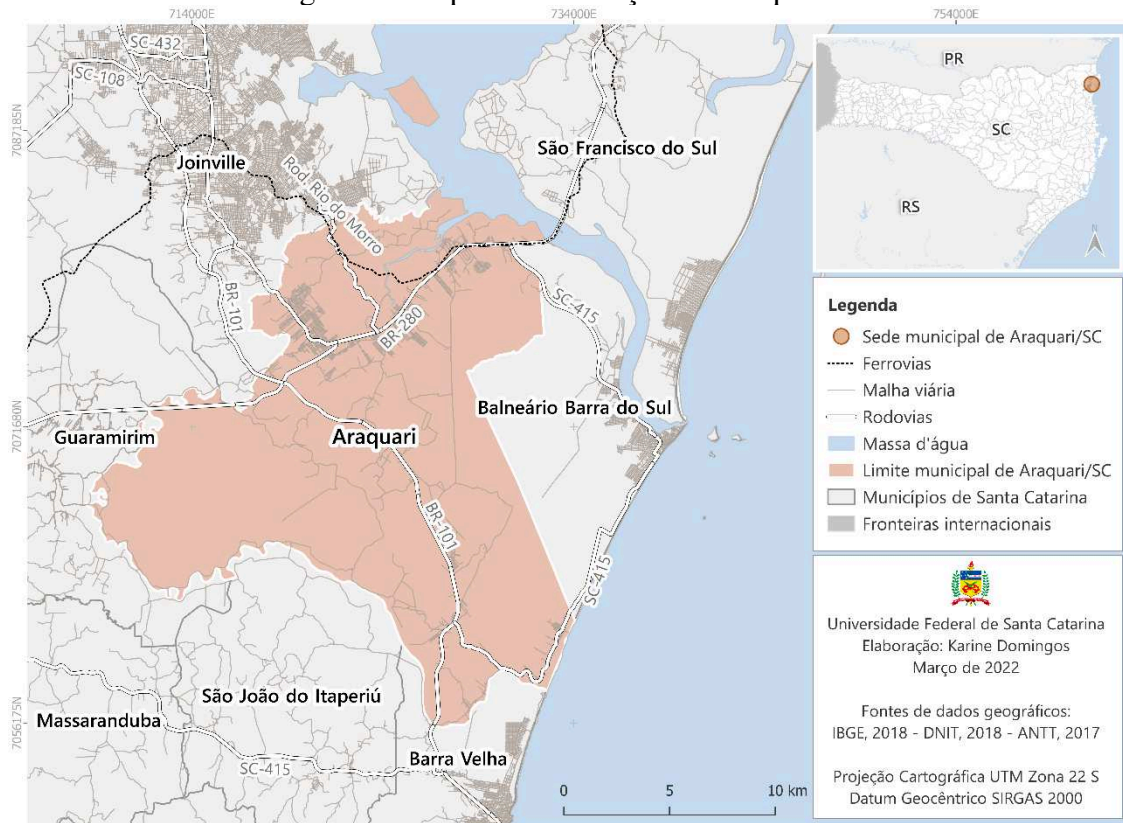 714000E
734000E
754000E
7087185N
7071680N
7056175N
SC-432
SC-108
Joinville
Rod. Rio do Morro
São Francisco do Sul
BR-101
BR-280
SC-415
Guaramirim
Araquari
Balneário Barra do Sul
BR-101
SC-415
São João do Itaperiú
Massaranduba
SC-415
Barra Velha
0 5 10 km
PR
SC
RS
N
Legenda
Sede municipal de Araquari/SC
Ferrovias
Malha viária
Rodovias
Massa d'água
Limite municipal de Araquari/SC
Municípios de Santa Catarina
Fronteiras internacionais
Universidade Federal de Santa Catarina
Elaboração: Karine Domingos
Março de 2022
Fontes de dados geográficos:
IBGE, 2018 - DNIT, 2018 - ANTT, 2017
Projeção Cartográfica UTM Zona 22 S
Datum Geocêntrico SIRGAS 2000